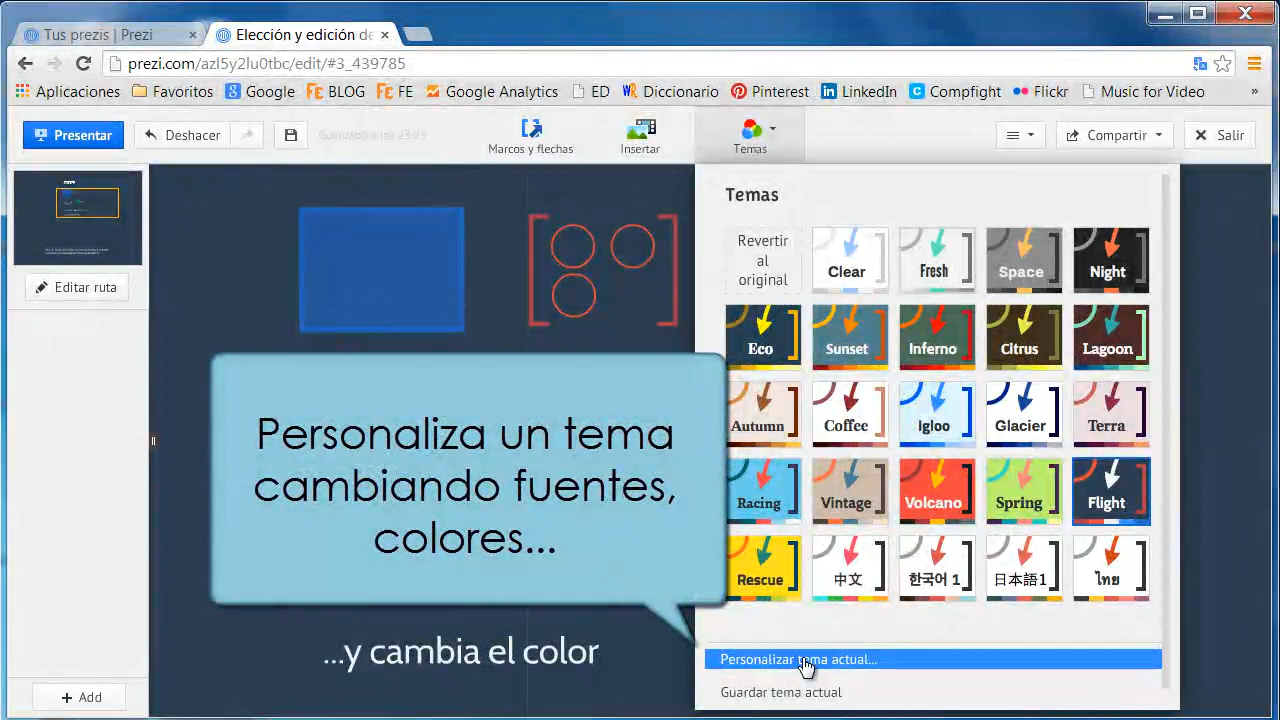 Tus prezis | Prezi
Elección y edición de
prezi.com/azl5y2lu0tbc/edit/#3_439785
Aplicaciones
Favoritos
Google
BLOG
FE
Google Analytics
ED
Diccionario
Pinterest
LinkedIn
Compfight
Flickr
Music for Video
»
Presentar
Deshacer
Marcos y flechas
Insertar
Temas
Compartir
Salir
Editar ruta
+ Add
Temas
Revertir
al
original
Clear
Fresh
Space
Night
Eco
Sunset
Inferno
Citrus
Lagoon
Autumn
Coffee
Igloo
Glacier
Terra
Racing
Vintage
Volcano
Spring
Flight
Rescue
中文
한국어 1
日本語1
ไทย
Personaliza un tema
cambiando fuentes,
colores...
...y cambia el color
Personalizar tema actual...
Guardar tema actual